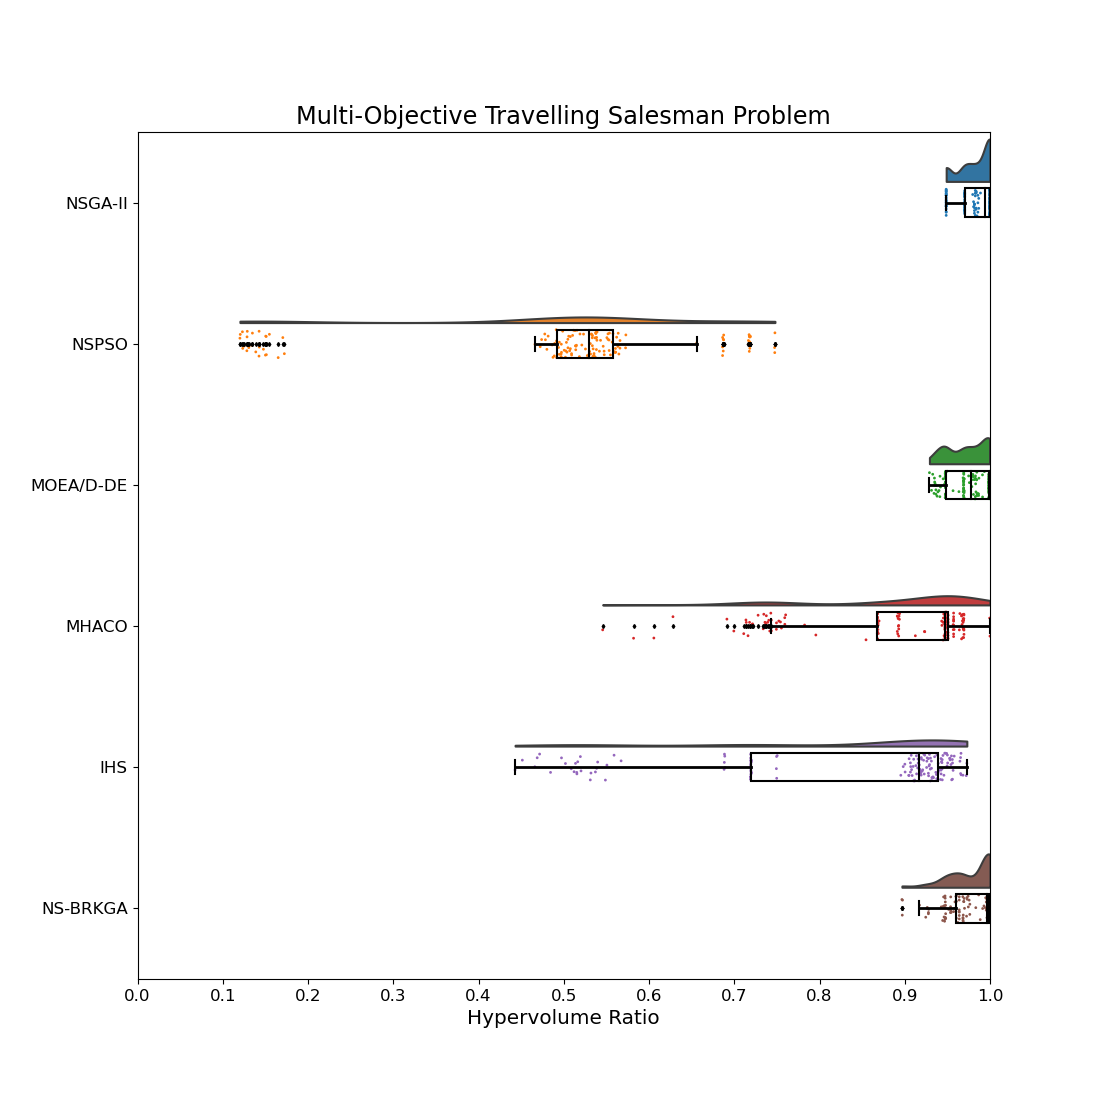 Multi-Objective Travelling Salesman Problem
NSGA-II
NSPSO
MOEA/D-DE
MHACO
IHS
NS-BRKGA
0.0 0.1 0.2 0.3 0.4 0.5 0.6 0.7 0.8 0.9 1.0
Hypervolume Ratio